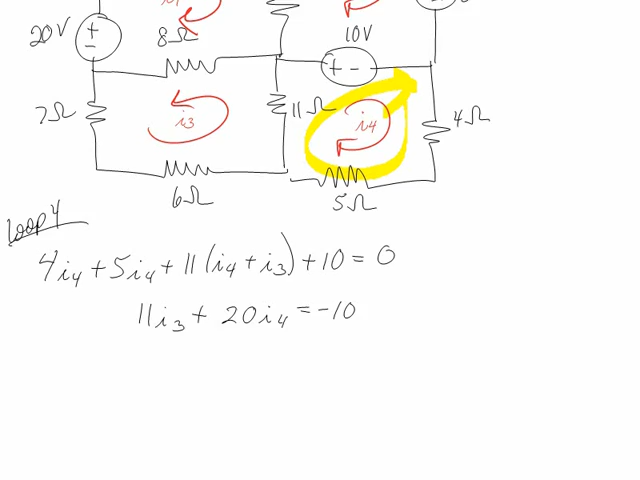 20V
+
−
8Ω
10V
+ −
7Ω
i3
11Ω
i4
4Ω
6Ω
5Ω
Loop 4
4i4 + 5i4 + 11(i4 + i3) + 10 = 0
11i3 + 20i4 = -10